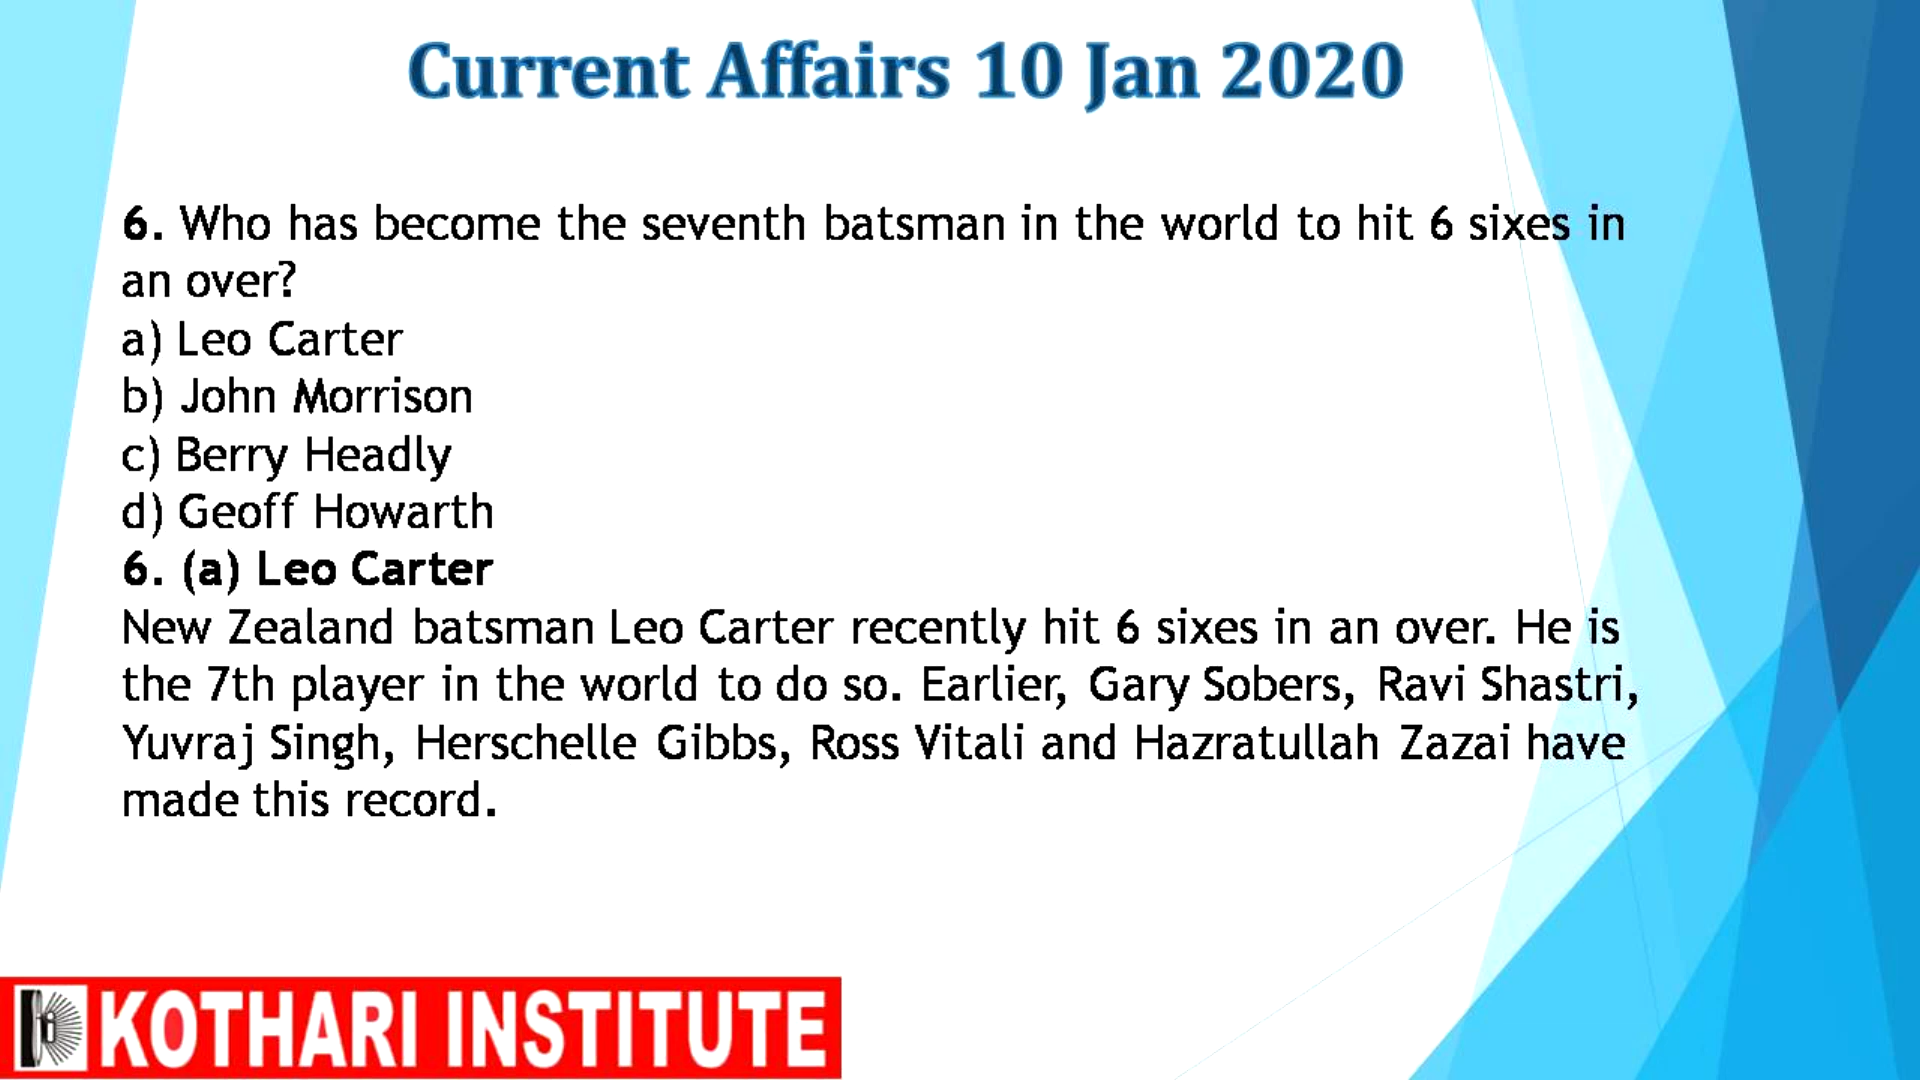 Current Affairs 10 Jan 2020
6. Who has become the seventh batsman in the world to hit 6 sixes in
an over?
a) Leo Carter
b) John Morrison
c) Berry Headly
d) Geoff Howarth
6. (a) Leo Carter
New Zealand batsman Leo Carter recently hit 6 sixes in an over. He is
the 7th player in the world to do so. Earlier, Gary Sobers, Ravi Shastri,
Yuvraj Singh, Herschelle Gibbs, Ross Vitali and Hazratullah Zazai have
made this record.
KOTHARI INSTITUTE